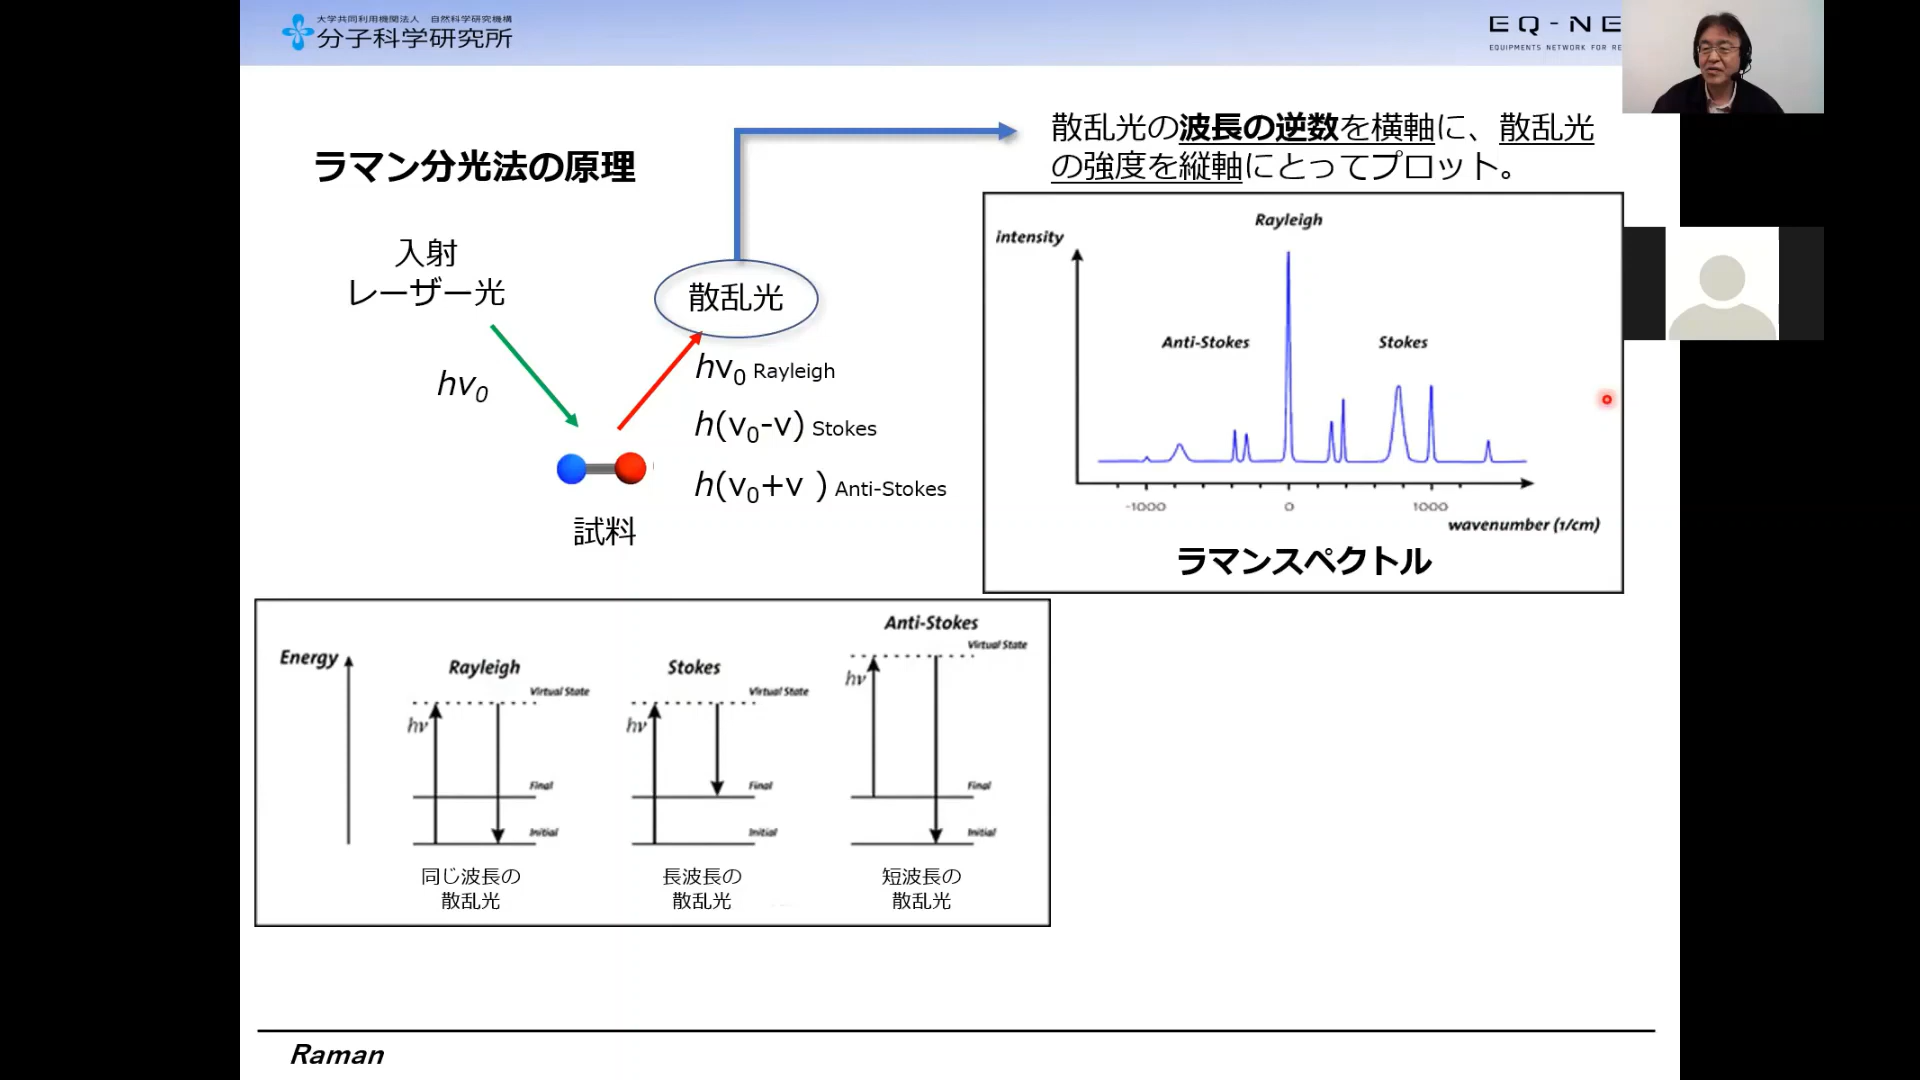 大学共同利用機関法人 自然科学研究機構
分子科学研究所
EQ-NE
EQUIPMENTS NETWORK FOR RE
ラマン分光法の原理
散乱光の波長の逆数を横軸に、散乱光
の強度を縦軸にとってプロット。
入射
レーザー光
hν0
散乱光
hν0 Rayleigh
h(ν0-ν) Stokes
h(ν0+ν ) Anti-Stokes
試料
intensity
Rayleigh
Anti-Stokes
Stokes
-1000
0
1000
wavenumber (1/cm)
ラマンスペクトル
Energy
Rayleigh
Virtual State
hν
Final
Initial
同じ波長の
散乱光
Stokes
Virtual State
hν
Final
Initial
長波長の
散乱光
Anti-Stokes
Virtual State
hν
Final
Initial
短波長の
散乱光
Raman